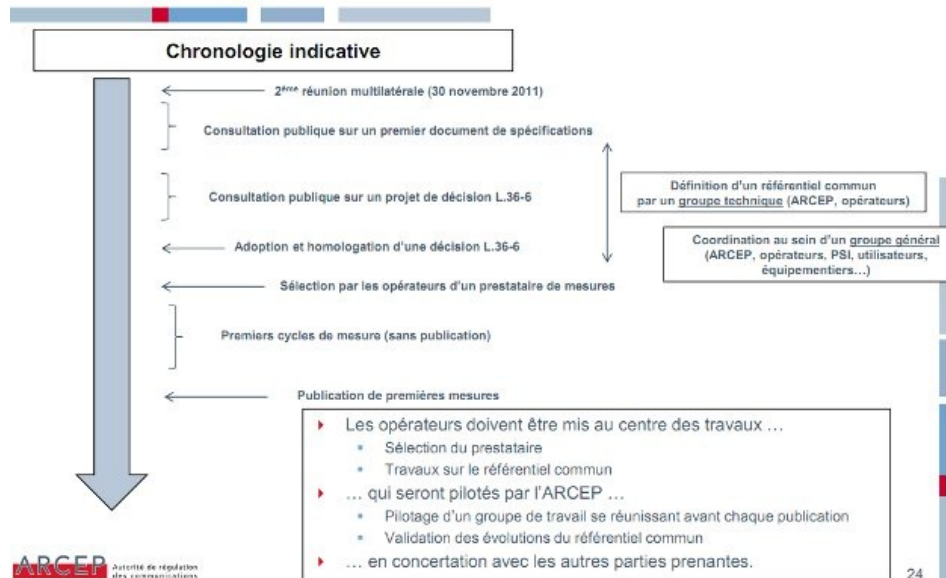 Chronologie indicative
2ème réunion multilatérale (30 novembre 2011)
Consultation publique sur un premier document de spécifications
Consultation publique sur un projet de décision L.36-6
Adoption et homologation d'une décision L.36-6
Sélection par les opérateurs d'un prestataire de mesures
Premiers cycles de mesure (sans publication)
Publication de premières mesures
Définition d'un référentiel commun
par un groupe technique (ARCEP, opérateurs)
Coordination au sein d'un groupe général
(ARCEP, opérateurs, PSI, utilisateurs,
équipementiers…)
Les opérateurs doivent être mis au centre des travaux …
Sélection du prestataire
Travaux sur le référentiel commun
… qui seront pilotés par l'ARCEP …
Pilotage d'un groupe de travail se réunissant avant chaque publication
Validation des évolutions du référentiel commun
… en concertation avec les autres parties prenantes.
ARCEP
Autorité de régulation
des communications
24